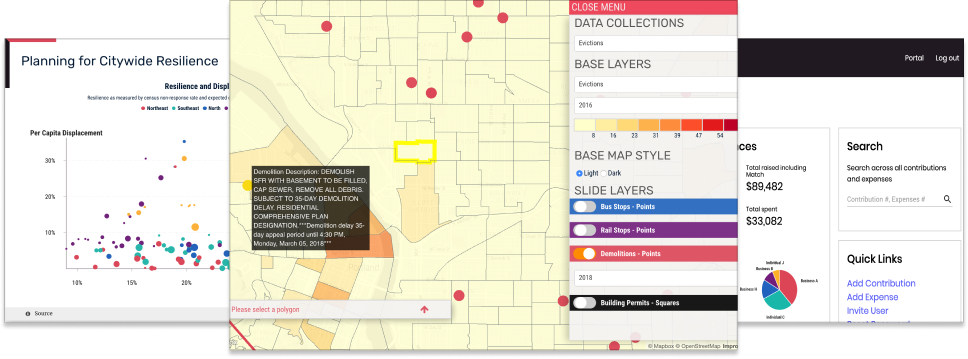 Planning for Citywide Resilience
Resilience and Displ
Resilience as measured by census non-response rate and expected
Northeast Southeast North
Per Capita Displacement
30%
20%
10%
10% 15% 20%
Source
Demolition Description: DEMOLISH
SFR WITH BASEMENT TO BE FILLED,
CAP SEWER, REMOVE ALL DEBRIS.
SUBJECT TO 35-DAY DEMOLITION
DELAY. RESIDENTIAL
COMPREHENSIVE PLAN
DESIGNATION.***Demolition delay 35-
day appeal period until 4:30 PM,
Monday, March 05, 2018***
Please select a polygon
© Mapbox © OpenStreetMap Impro
CLOSE MENU
DATA COLLECTIONS
Evictions
BASE LAYERS
Evictions
2016
8 16 23 31 39 47 54
BASE MAP STYLE
Light Dark
SLIDE LAYERS
Bus Stops - Points
Rail Stops - Points
Demolitions - Points
2018
Building Permits - Squares
Portal Log out
ces
Total raised including
Match
$89,482
Total spent
$33,082
Individual J
Business B
Business A
Business H
Individual C
Search
Search across all contributions
and expenses
Contribution #, Expenses #
Quick Links
Add Contribution
Add Expense
Invite User